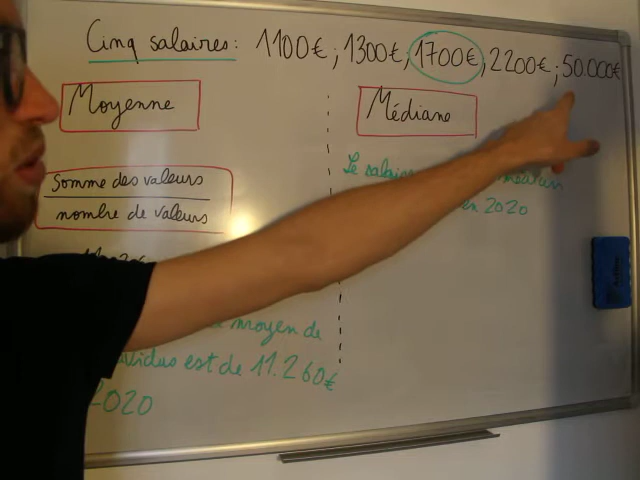 Cinq salaires: 1100€ ; 1300€ ; 1700€ ; 2200€ ; 50.000€
Moyenne
Médiane
Somme des valeurs
nombre de valeurs
moyen de
est de 11.260€
2020
Le salaire
en 2020